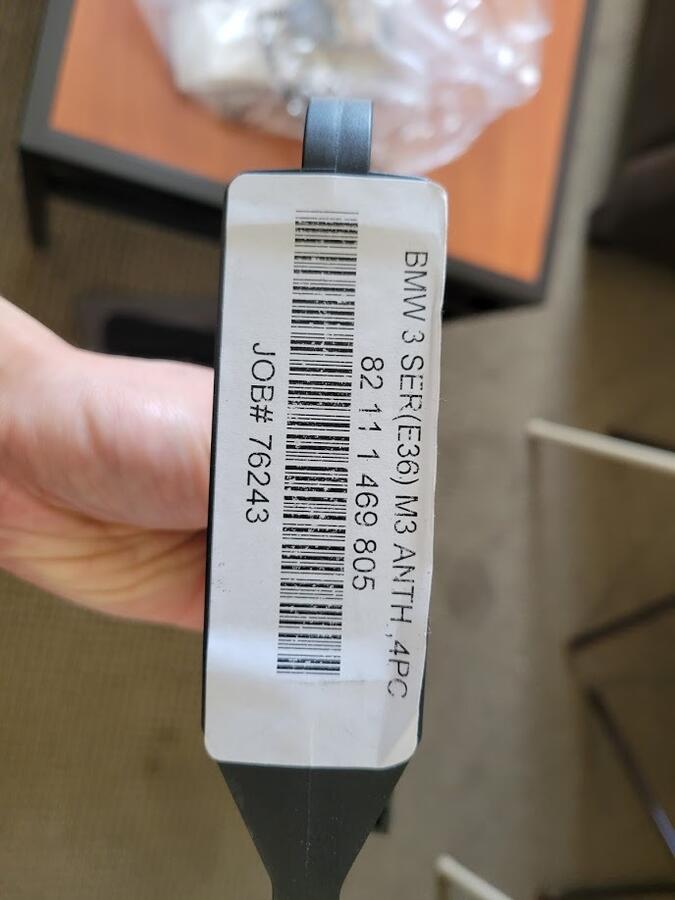 BMW 3 SER(E36) M3 ANTH.,4PC
82 11 1 469 805
JOB# 76243